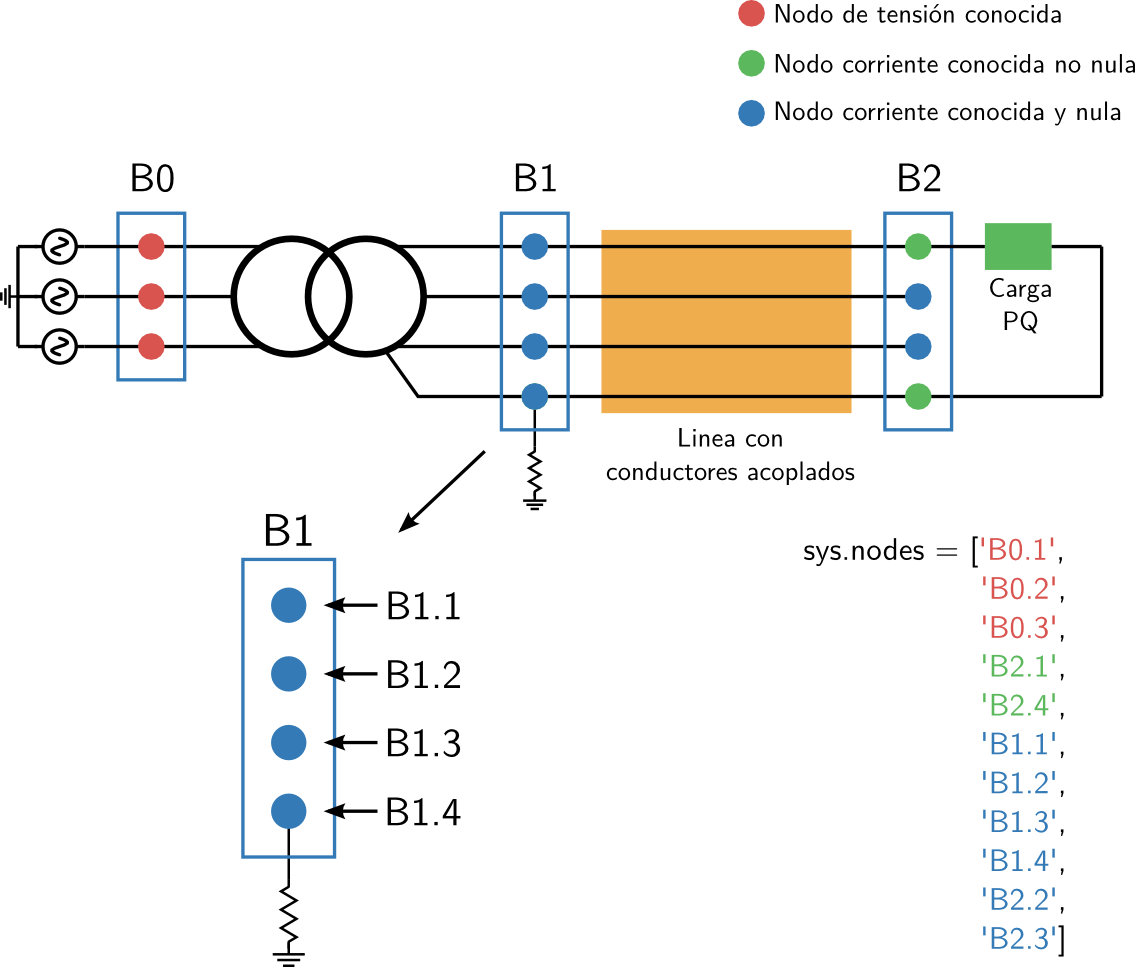 Nodo de tensión conocida
Nodo corriente conocida no nula
Nodo corriente conocida y nula
B0
B1
B2
Carga
PQ
Linea con
conductores acoplados
B1
B1.1
B1.2
B1.3
B1.4
sys.nodes = ['B0.1',
'B0.2',
'B0.3',
'B2.1',
'B2.4',
'B1.1',
'B1.2',
'B1.3',
'B1.4',
'B2.2',
'B2.3']